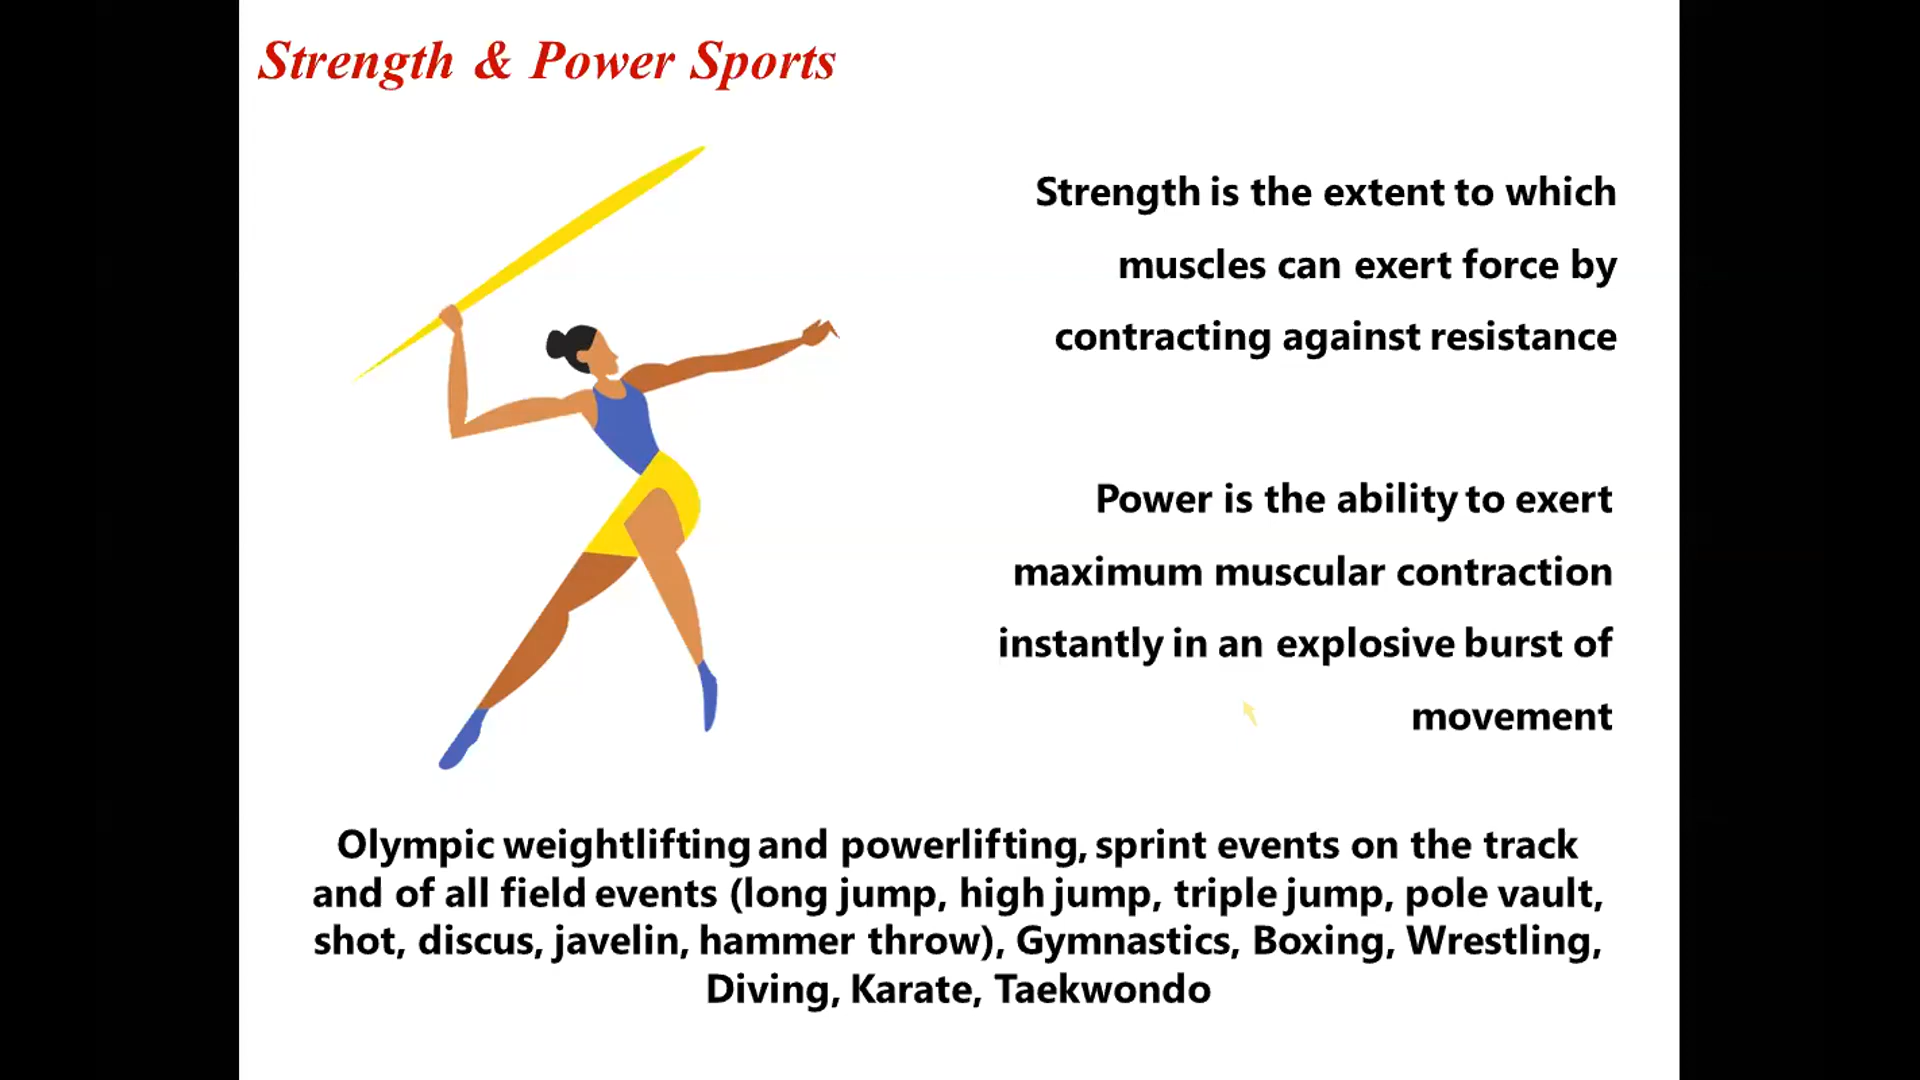 Strength & Power Sports
Strength is the extent to which
muscles can exert force by
contracting against resistance
Power is the ability to exert
maximum muscular contraction
instantly in an explosive burst of
movement
Olympic weightlifting and powerlifting, sprint events on the track
and of all field events (long jump, high jump, triple jump, pole vault,
shot, discus, javelin, hammer throw), Gymnastics, Boxing, Wrestling,
Diving, Karate, Taekwondo